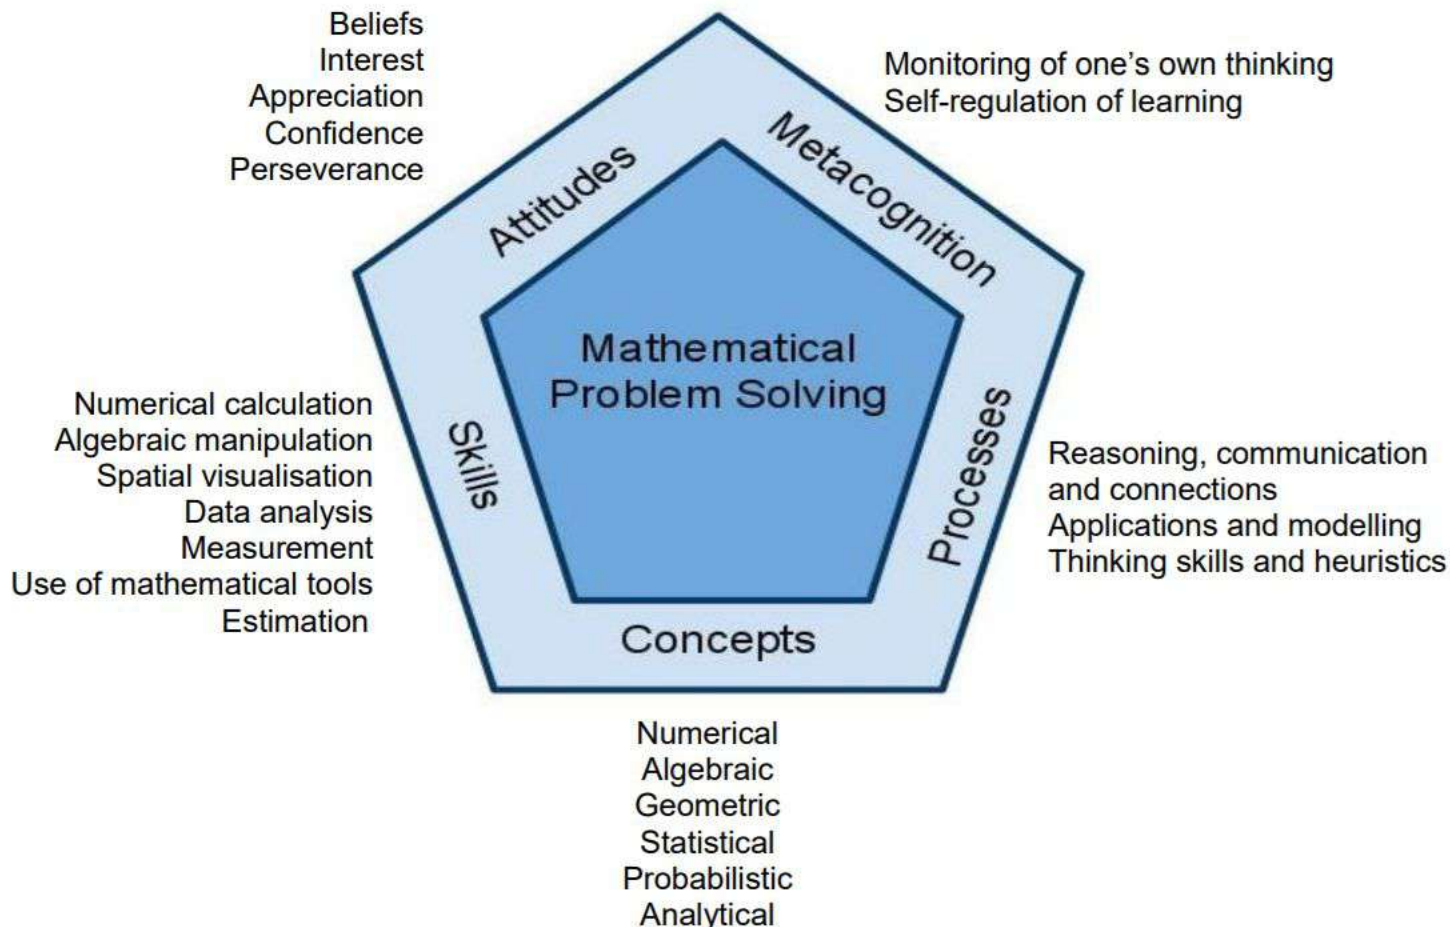 Beliefs
Interest
Appreciation
Confidence
Perseverance
Monitoring of one’s own thinking
Self-regulation of learning
Attitudes
Metacognition
Mathematical
Problem Solving
Skills
Processes
Numerical calculation
Algebraic manipulation
Spatial visualisation
Data analysis
Measurement
Use of mathematical tools
Estimation
Reasoning, communication
and connections
Applications and modelling
Thinking skills and heuristics
Concepts
Numerical
Algebraic
Geometric
Statistical
Probabilistic
Analytical